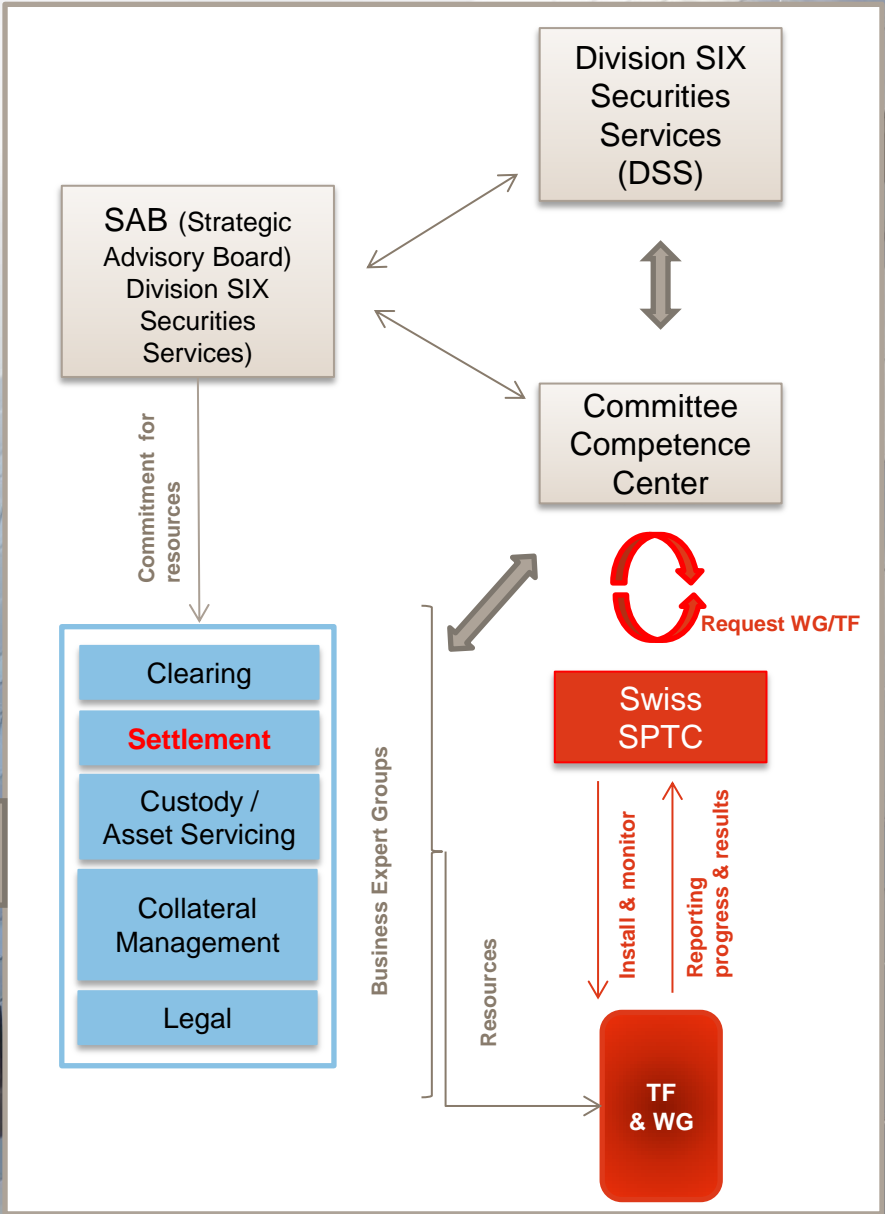 Division SIX
Securities
Services
(DSS)
SAB (Strategic
Advisory Board)
Division SIX
Securities
Services)
Committee
Competence
Center
Commitment for
resources
Request WG/TF
Clearing
Settlement
Custody /
Asset Servicing
Collateral
Management
Legal
Business Expert Groups
Resources
Swiss
SPTC
Install & monitor
Reporting
progress & results
TF
& WG